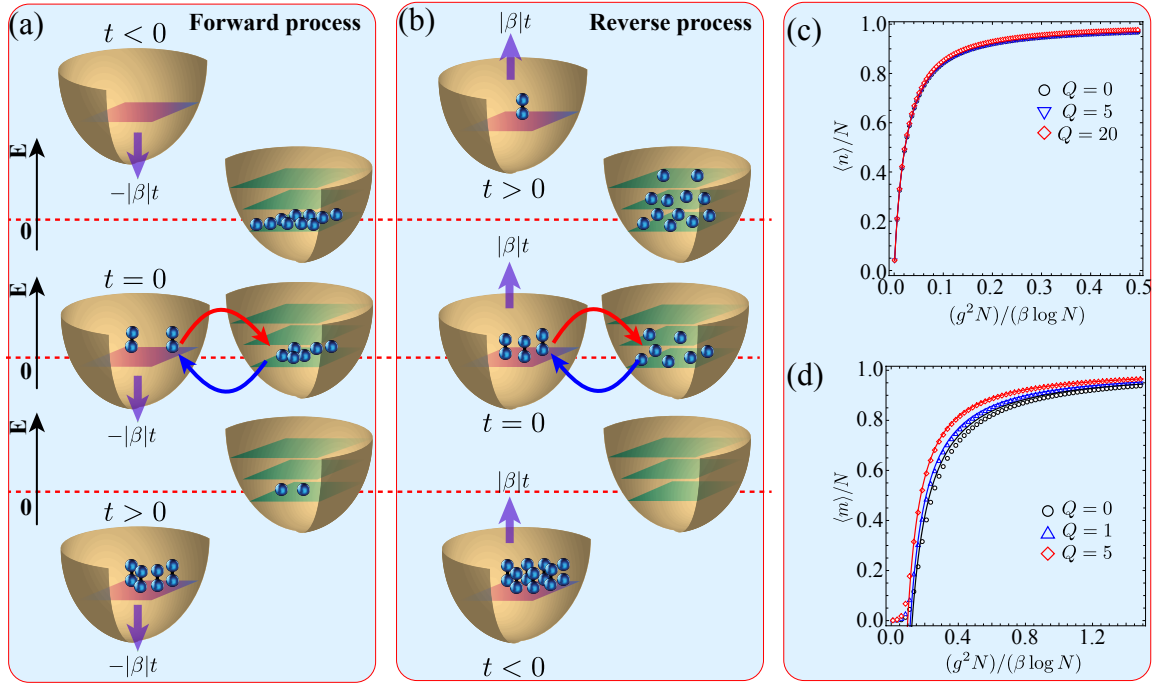 (a)
Forward process
t < 0
−|β|t
E
0
t = 0
E
0
−|β|t
E
0
t > 0
−|β|t
(b)
Reverse process
|β|t
t > 0
|β|t
t = 0
|β|t
t < 0
(c)
1.0
0.8
0.6
0.4
0.2
0.0
⟨n⟩/N
Q = 0
Q = 5
Q = 20
0.0 0.1 0.2 0.3 0.4 0.5
(g²N)/(β log N)
(d)
1.0
0.8
0.6
0.4
0.2
0.0
⟨m⟩/N
Q = 0
Q = 1
Q = 5
0.0 0.4 0.8 1.2
(g²N)/(β log N)